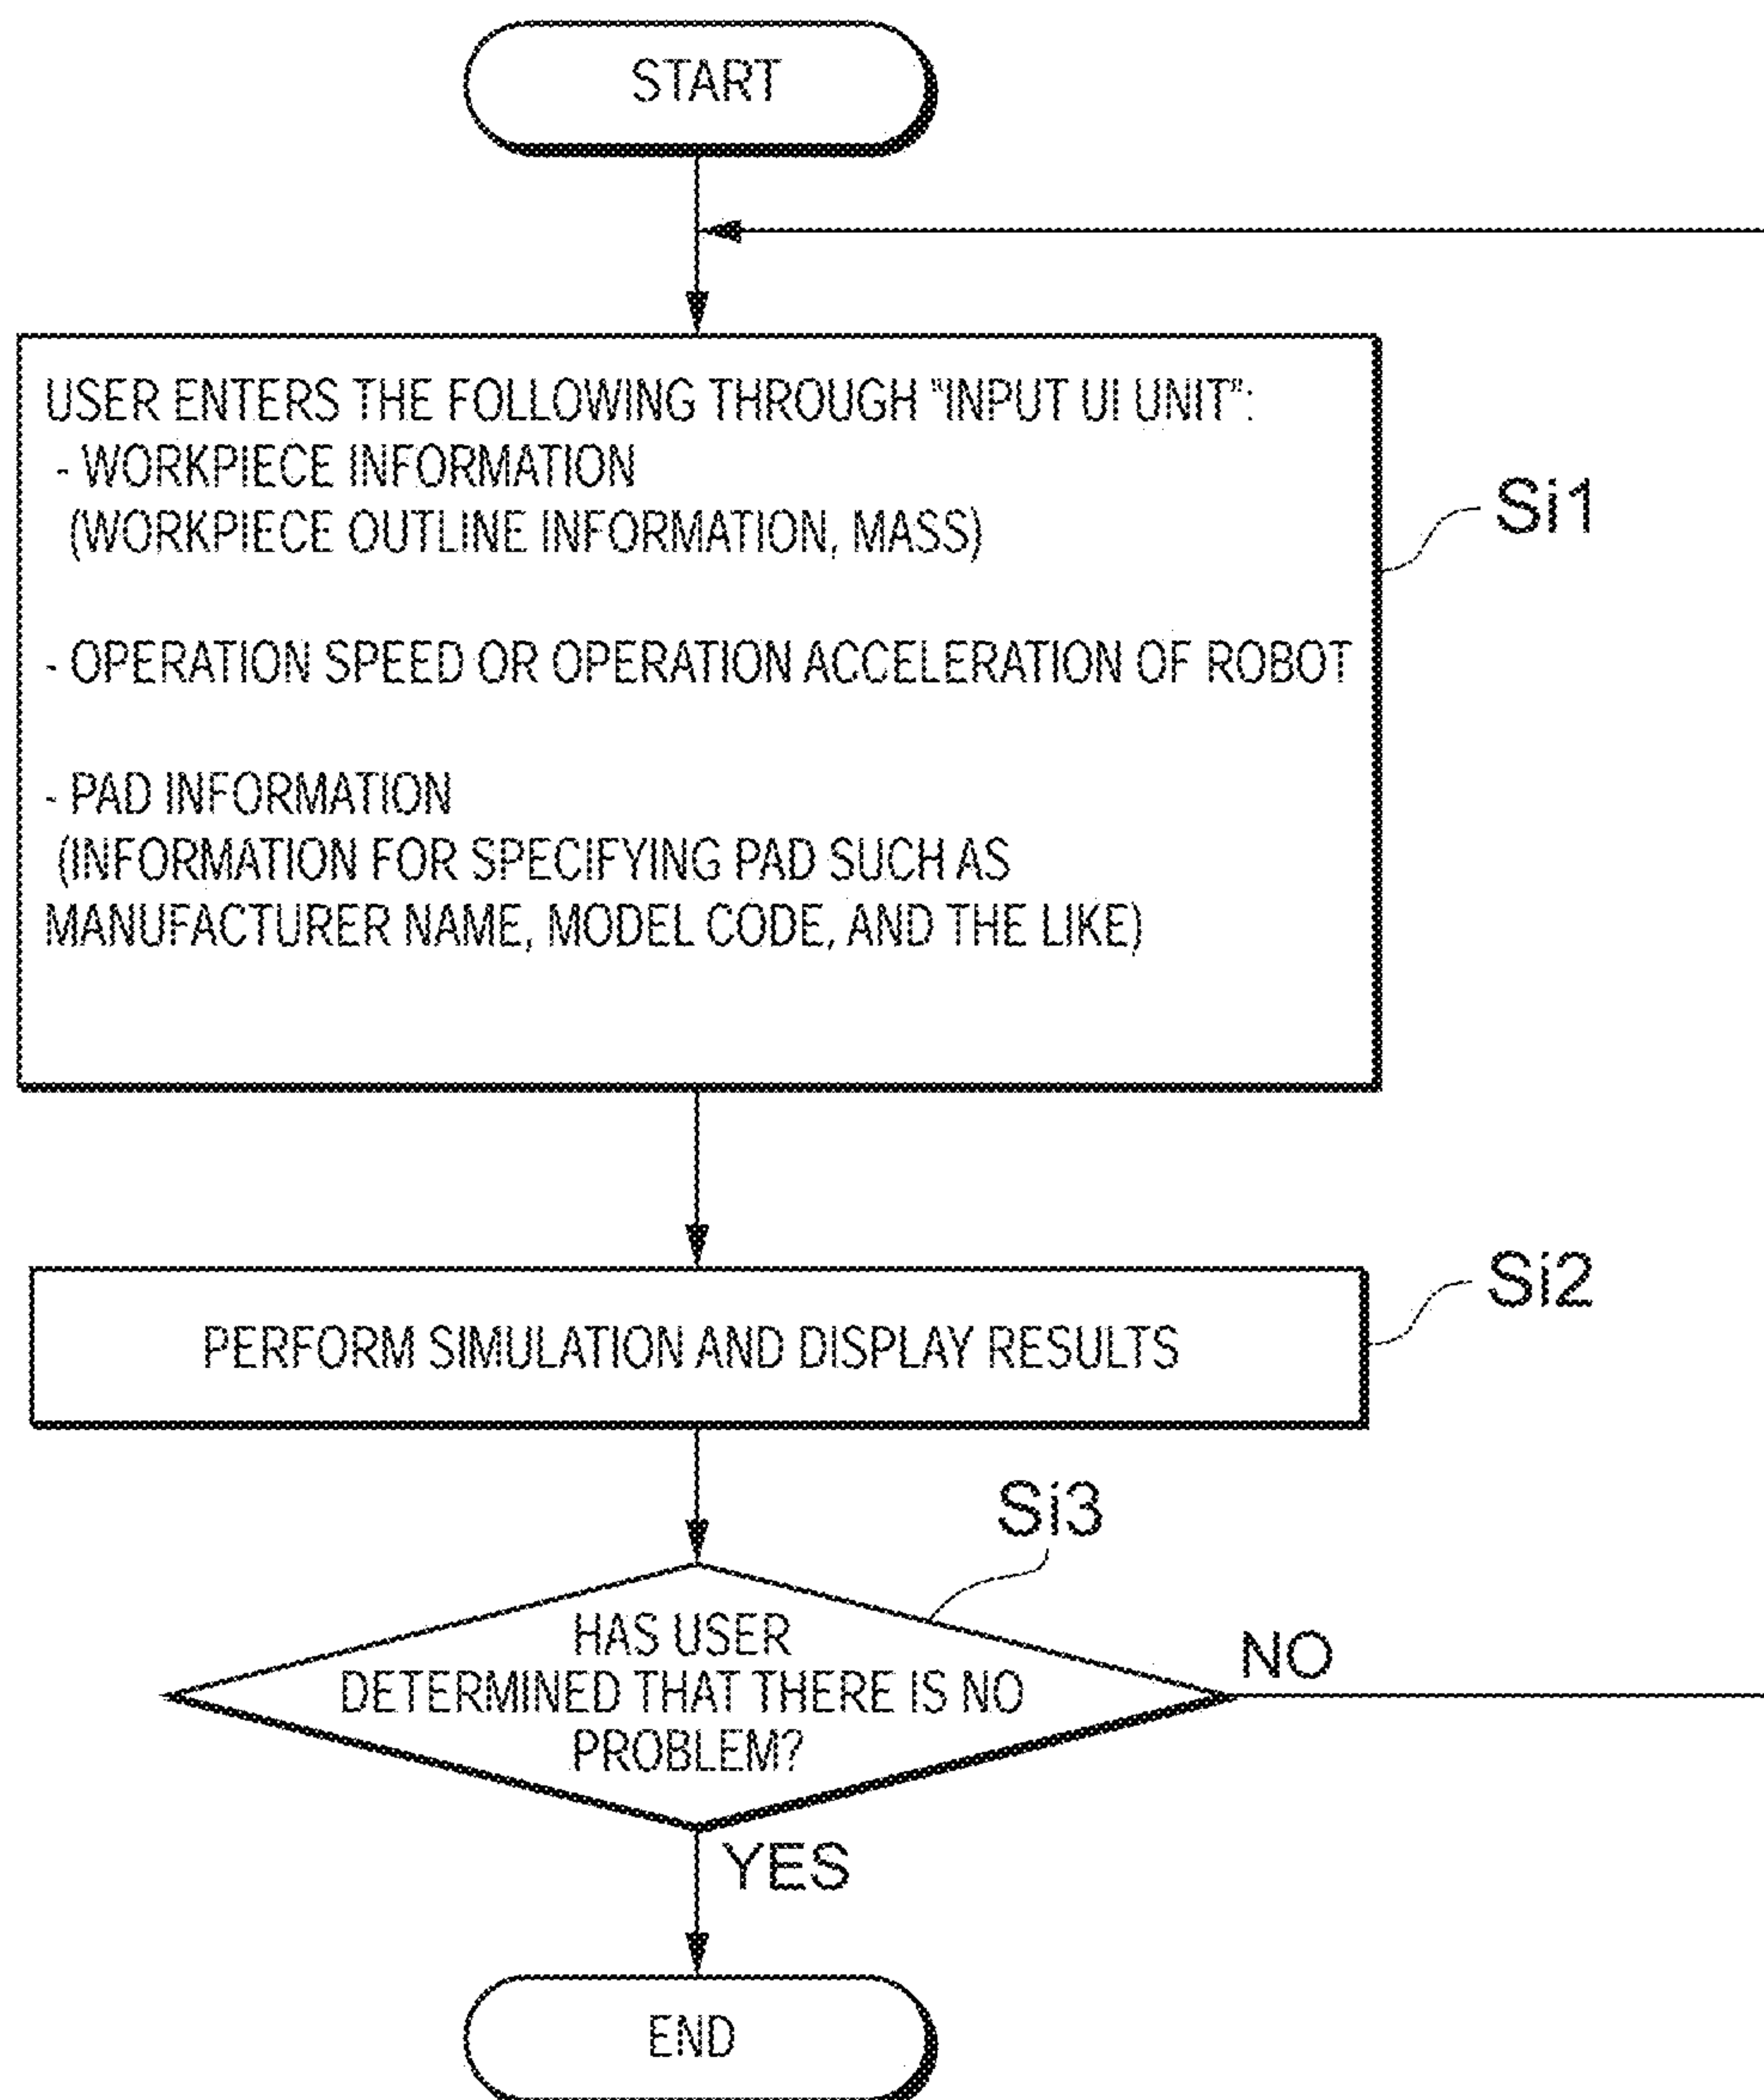 START
USER ENTERS THE FOLLOWING THROUGH "INPUT UI UNIT":
- WORKPIECE INFORMATION
(WORKPIECE OUTLINE INFORMATION, MASS)
- OPERATION SPEED OR OPERATION ACCELERATION OF ROBOT
- PAD INFORMATION
(INFORMATION FOR SPECIFYING PAD SUCH AS
MANUFACTURER NAME, MODEL CODE, AND THE LIKE)
Si1
PERFORM SIMULATION AND DISPLAY RESULTS
Si2
Si3
HAS USER
DETERMINED THAT THERE IS NO
PROBLEM?
NO
YES
END